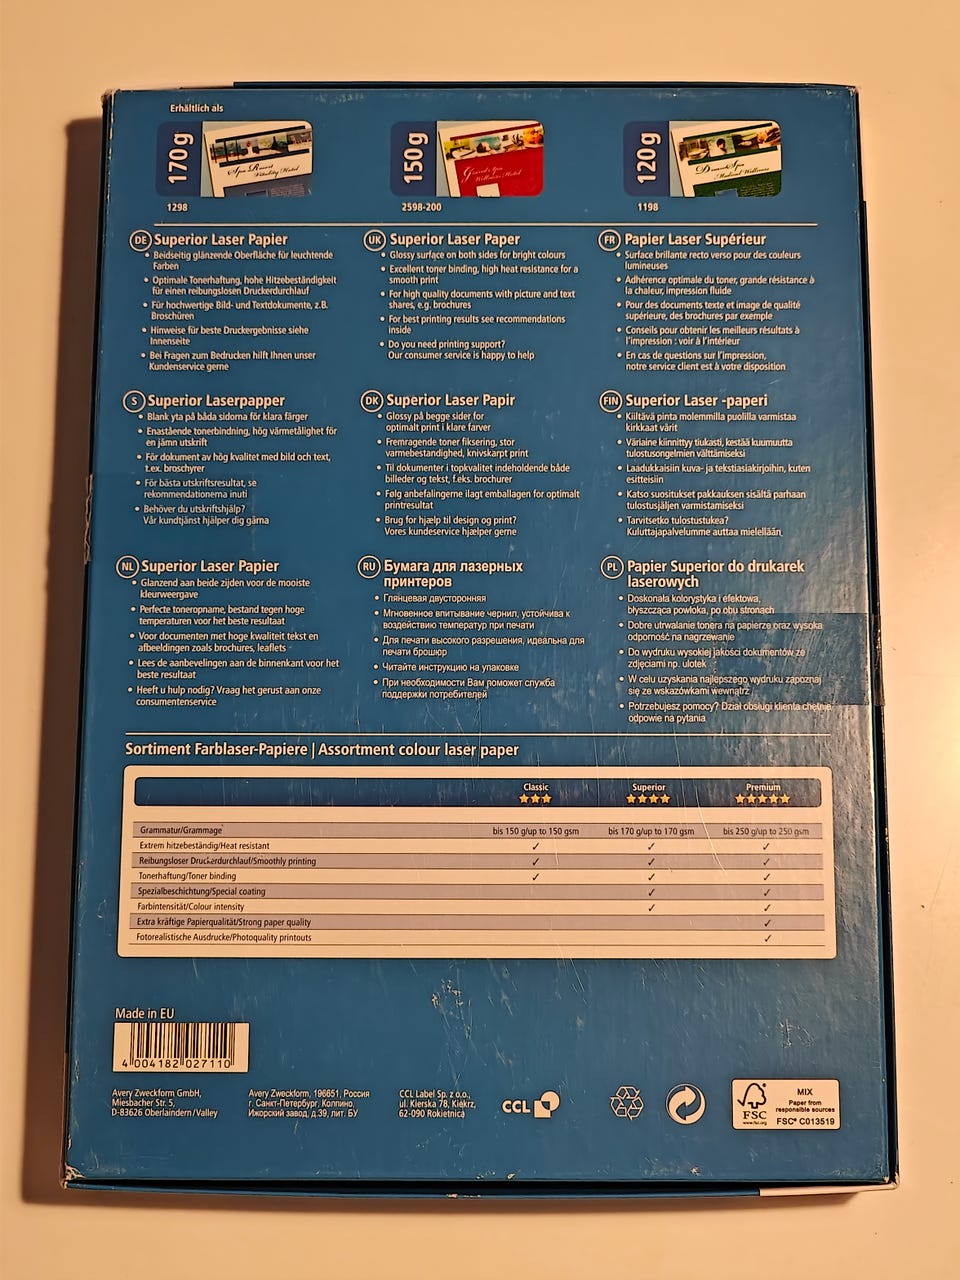 Erhältlich als
170 g
Spa Resort
Vitality Hotel
150 g
Grand Spa
Wellness Hotel
120 g
Dream Spa
Medical Wellness
1298
2598-200
1198
DE Superior Laser Papier
• Beidseitig glänzende Oberfläche für leuchtende
Farben
• Optimale Tonerhaftung, hohe Hitzebeständigkeit
für einen reibungslosen Druckerdurchlauf
• Für hochwertige Bild- und Textdokumente, z.B.
Broschüren
• Hinweise für beste Druckergebnisse siehe
Innenseite
• Bei Fragen zum Bedrucken hilft Ihnen unser
Kundenservice gerne
UK Superior Laser Paper
• Glossy surface on both sides for bright colours
• Excellent toner binding, high heat resistance for a
smooth print
• For high quality documents with picture and text
shares, e.g. brochures
• For best printing results see recommendations
inside
• Do you need printing support?
Our consumer service is happy to help
FR Papier Laser Supérieur
• Surface brillante recto verso pour des couleurs
lumineuses
• Adhérence optimale du toner, grande résistance à
la chaleur, impression fluide
• Pour des documents texte et image de qualité
supérieure, des brochures par exemple
• Conseils pour obtenir les meilleurs résultats à
l'impression : voir à l'intérieur
• En cas de questions sur l'impression,
notre service client est à votre disposition
S Superior Laserpapper
• Blank yta på båda sidorna för klara färger
• Enastående tonerbindning, hög värmetålighet för
en jämn utskrift
• För dokument av hög kvalitet med bild och text,
t.ex. broschyrer
• För bästa utskriftsresultat, se
rekommendationerna inuti
• Behöver du utskriftshjälp?
Vår kundtjänst hjälper dig gärna
DK Superior Laser Papir
• Glossy på begge sider for
optimalt print i klare farver
• Fremragende toner fiksering, stor
varmebestandighed, knivskarpt print
• Til dokumenter i topkvalitet indeholdende både
billeder og tekst, f.eks. brochurer
• Følg anbefalingerne ilagt emballagen for optimalt
printresultat
• Brug for hjælp til design og print?
Vores kundeservice hjælper gerne
FIN Superior Laser -paperi
• Kiiltävä pinta molemmilla puolilla varmistaa
kirkkaat värit
• Väriaine kiinnittyy tiukasti, kestää kuumuutta
tulostusongelmien välttämiseksi
• Laadukkaisiin kuva- ja tekstiasiakirjoihin, kuten
esitteisiin
• Katso suositukset pakkauksen sisältä parhaan
tulostusjäljen varmistamiseksi
• Tarvitsetko tulostustukea?
Kuluttajapalvelumme auttaa mielellään.
NL Superior Laser Papier
• Glanzend aan beide zijden voor de mooiste
kleurweergave
• Perfecte toneropname, bestand tegen hoge
temperaturen voor het beste resultaat
• Voor documenten met hoge kwaliteit tekst en
afbeeldingen zoals brochures, leaflets
• Lees de aanbevelingen aan de binnenkant voor het
beste resultaat
• Heeft u hulp nodig? Vraag het gerust aan onze
consumentenservice
RU Бумага для лазерных
принтеров
• Глянцевая двусторонняя
• Мгновенное впитывание чернил, устойчива к
воздействию температур при печати
• Для печати высокого разрешения, идеальна для
печати брошюр
• Читайте инструкцию на упаковке
• При необходимости Вам поможет служба
поддержки потребителей
PL Papier Superior do drukarek
laserowych
• Doskonała kolorystyka i efektowa,
błyszcząca powłoka, po obu stronach
• Dobre utrwalanie tonera na papierze oraz wysoka
odporność na nagrzewanie
• Do wydruku wysokiej jakości dokumentów ze
zdjęciami np. ulotek
• W celu uzyskania najlepszego wydruku zapoznaj
się ze wskazówkami wewnątrz
• Potrzebujesz pomocy? Dział obsługi klienta chętnie
odpowie na pytania
Sortiment Farblaser-Papiere | Assortment colour laser paper
Classic Superior Premium
Grammatur/Grammage bis 150 g/up to 150 gsm bis 170 g/up to 170 gsm bis 250 g/up to 250 gsm
Extrem hitzebeständig/Heat resistant ✓ ✓ ✓
Reibungsloser Druckerdurchlauf/Smoothly printing ✓ ✓ ✓
Tonerhaftung/Toner binding ✓ ✓ ✓
Spezialbeschichtung/Special coating ✓ ✓
Farbintensität/Colour intensity ✓ ✓
Extra kräftige Papierqualität/Strong paper quality ✓
Fotorealistische Ausdrucke/Photoquality printouts ✓
Made in EU
4 004182 027110
Avery Zweckform GmbH,
Miesbacher Str. 5,
D-83626 Oberlaindern/Valley
Avery Zweckform, 196651, Россия
г. Санкт-Петербург, Колпино,
Ижорский завод, д.39, лит. БУ
CCL Label Sp. z o.o.,
ul. Kierska 78, Kiekrz,
62-090 Rokietnica
CCL
FSC
www.fsc.org
MIX
Paper from
responsible sources
FSC® C013519